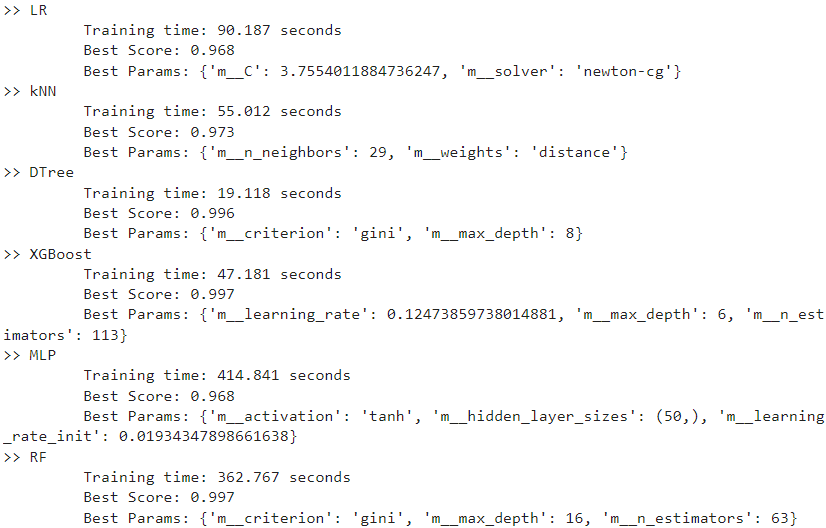 >> LR
Training time: 90.187 seconds
Best Score: 0.968
Best Params: {'m__C': 3.7554011884736247, 'm__solver': 'newton-cg'}
>> kNN
Training time: 55.012 seconds
Best Score: 0.973
Best Params: {'m__n_neighbors': 29, 'm__weights': 'distance'}
>> DTree
Training time: 19.118 seconds
Best Score: 0.996
Best Params: {'m__criterion': 'gini', 'm__max_depth': 8}
>> XGBoost
Training time: 47.181 seconds
Best Score: 0.997
Best Params: {'m__learning_rate': 0.12473859738014881, 'm__max_depth': 6, 'm__n_est
imators': 113}
>> MLP
Training time: 414.841 seconds
Best Score: 0.968
Best Params: {'m__activation': 'tanh', 'm__hidden_layer_sizes': (50,), 'm__learning
_rate_init': 0.01934347898661638}
>> RF
Training time: 362.767 seconds
Best Score: 0.997
Best Params: {'m__criterion': 'gini', 'm__max_depth': 16, 'm__n_estimators': 63}